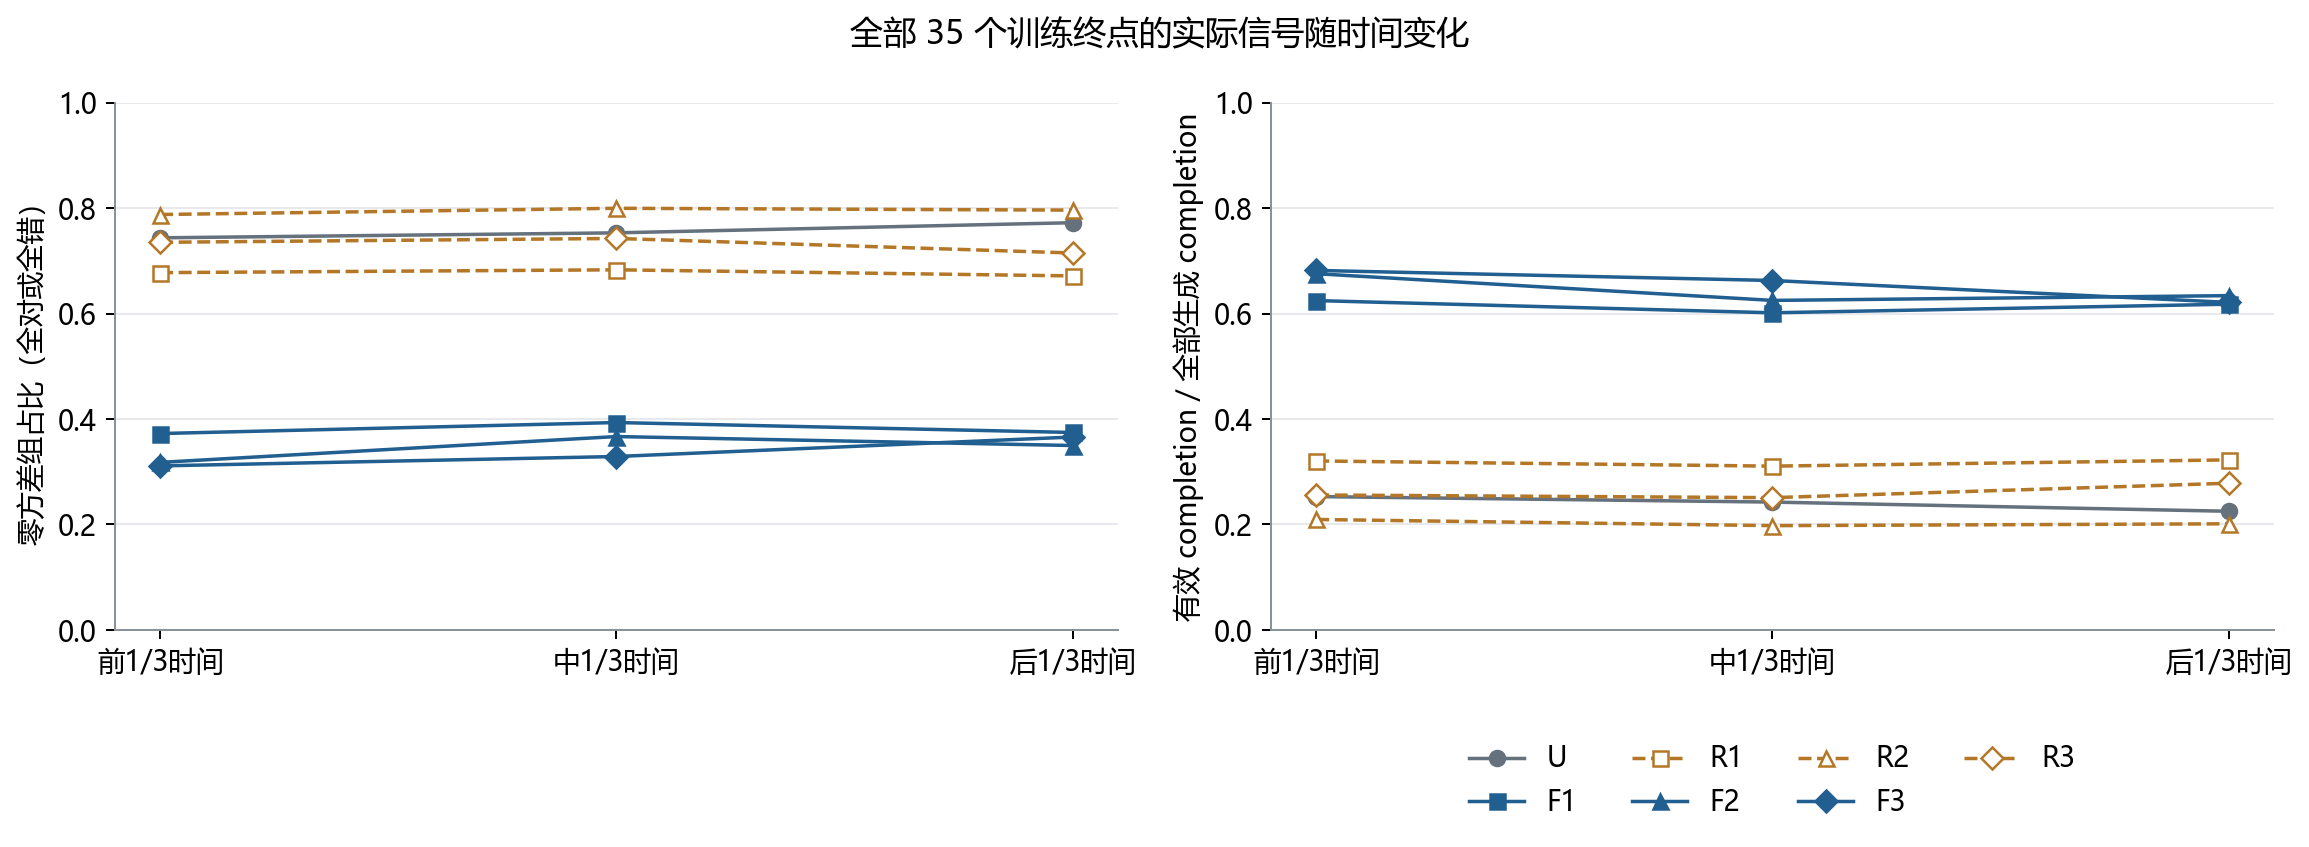 全部 35 个训练终点的实际信号随时间变化
零方差组占比（全对或全错）
1.0
0.8
0.6
0.4
0.2
0.0
前1/3时间
中1/3时间
后1/3时间
有效 completion / 全部生成 completion
1.0
0.8
0.6
0.4
0.2
0.0
前1/3时间
中1/3时间
后1/3时间
U R1 R2 R3
F1 F2 F3